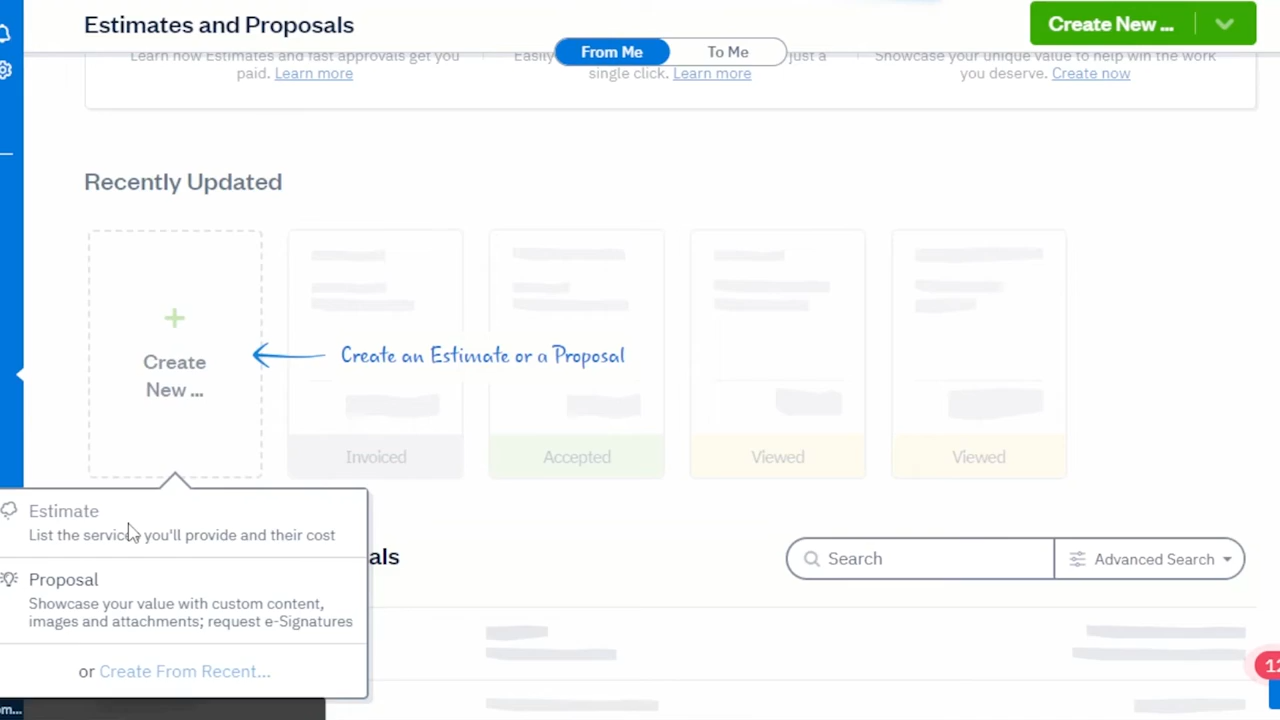 Estimates and Proposals
Create New ...
From Me
To Me
Learn how Estimates and fast approvals get you
paid. Learn more
Easily
just a
single click. Learn more
Showcase your unique value to help win the work
you deserve. Create now
Recently Updated
Create
New ...
Create an Estimate or a Proposal
Invoiced
Accepted
Viewed
Viewed
Estimate
List the services you'll provide and their cost
Proposal
Showcase your value with custom content,
images and attachments; request e-Signatures
or Create From Recent...
als
Search
Advanced Search
12
om...